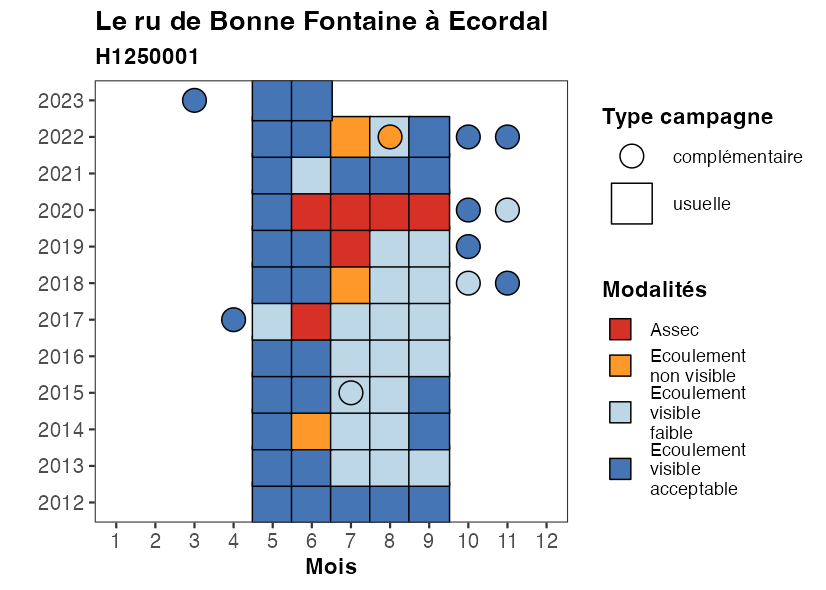 Le ru de Bonne Fontaine à Ecordal
H1250001
2023
2022
2021
2020
2019
2018
2017
2016
2015
2014
2013
2012
1 2 3 4 5 6 7 8 9 10 11 12
Mois
Type campagne
complémentaire
usuelle
Modalités
Assec
Ecoulement
non visible
Ecoulement
visible
faible
Ecoulement
visible
acceptable